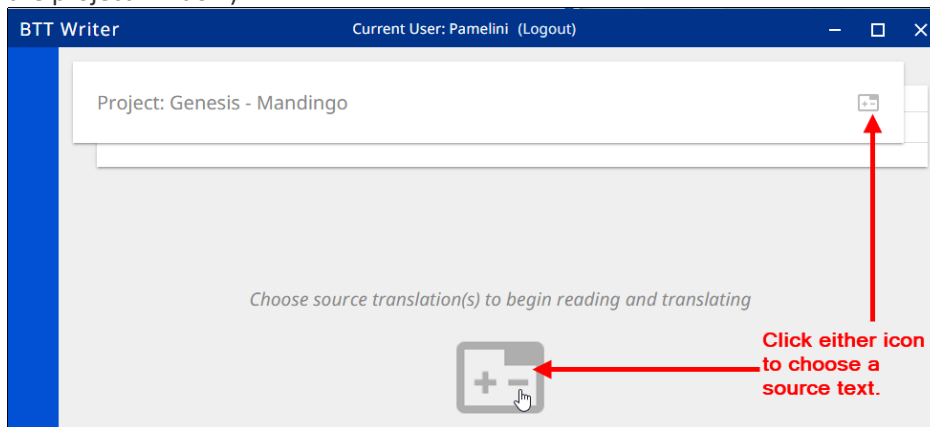 BTT Writer
Current User: Pamelini (Logout)
Project: Genesis - Mandingo
Choose source translation(s) to begin reading and translating
Click either icon
to choose a
source text.